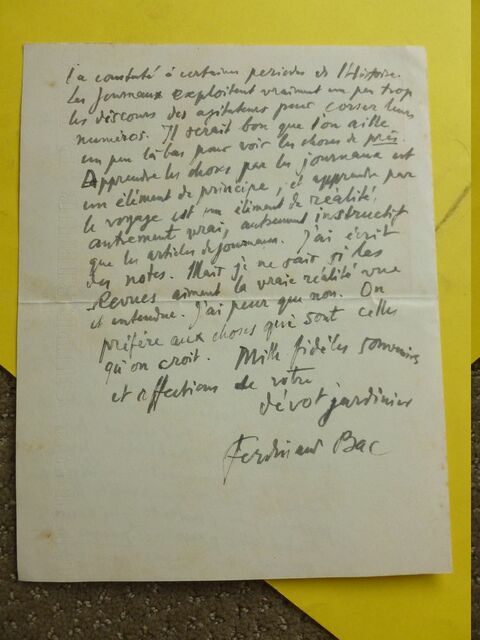 l'a constaté à certaines periodes de l'Histoire.
Les Journaux exploitent vraiment un peu trop
les discours des agitateurs pour corser leurs
numéros. Il serait bon que l'on aille
un peu là bas pour voir les choses de près.
Apprendre les choses par les journaux est
un élément de principe, et apprendre par
le voyage est un élément de réalité,
autrement vrai, autrement instructif
que les articles de journaux. J'ai écrit
des notes. Mais je ne sais si les
Revues aiment la vraie réalité vue
et entendue. J'ai peur que non. On
préfère aux choses qui sont celles
qu'on croit. Mille fidèles souvenirs
et affections de votre
dévot jardinier
Ferdinand Bac